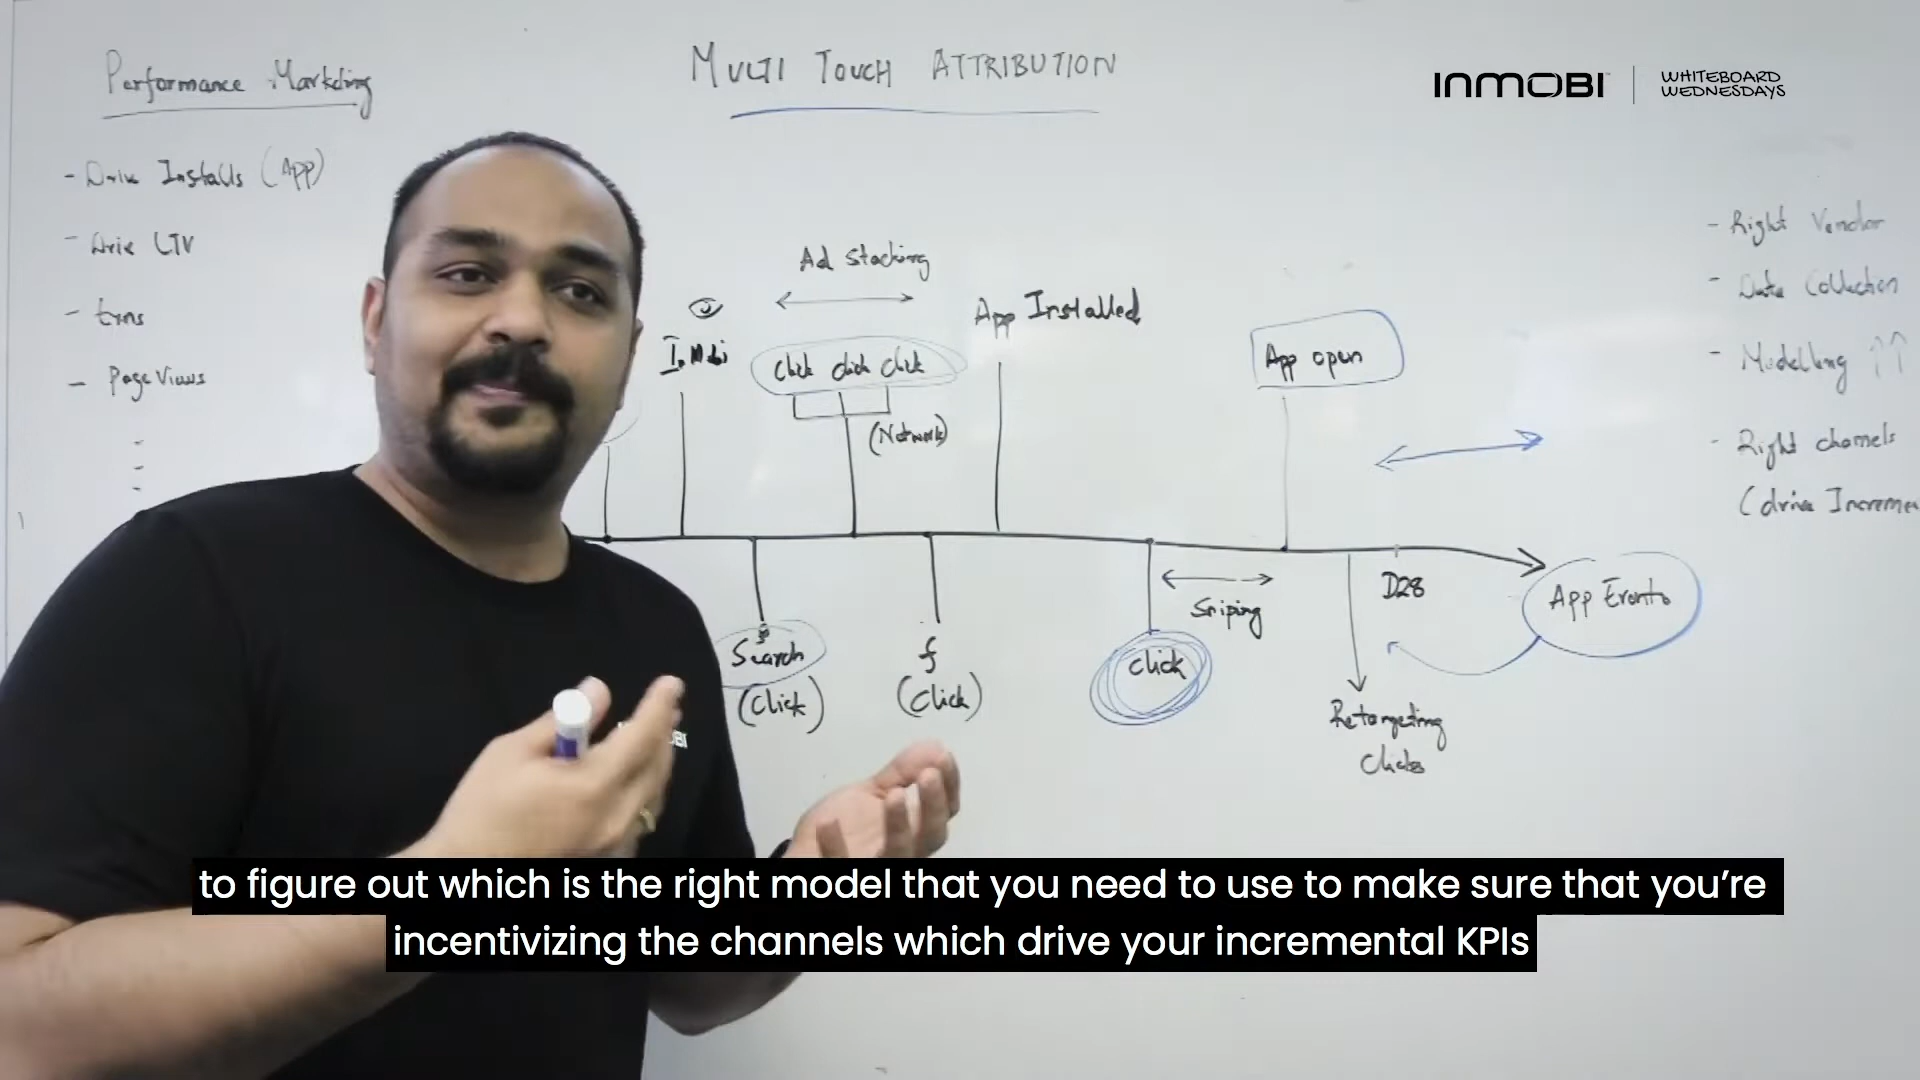 Performance Marketing
- Drive Installs (App)
- Drive LTV
- txns
- Page Views
MULTI TOUCH ATTRIBUTION
INMOBI | WHITEBOARD WEDNESDAYS
Ad Stacking
InMobi
Click Click Click
(Network)
App Installed
App open
Search
(Click)
f
(Click)
Click
Sniping
D28
App Events
Retargeting
Clicks
- Right Vendor
- Data Collection
- Modelling ↑↑
- Right channels
(drive Increme
to figure out which is the right model that you need to use to make sure that you're
incentivizing the channels which drive your incremental KPIs